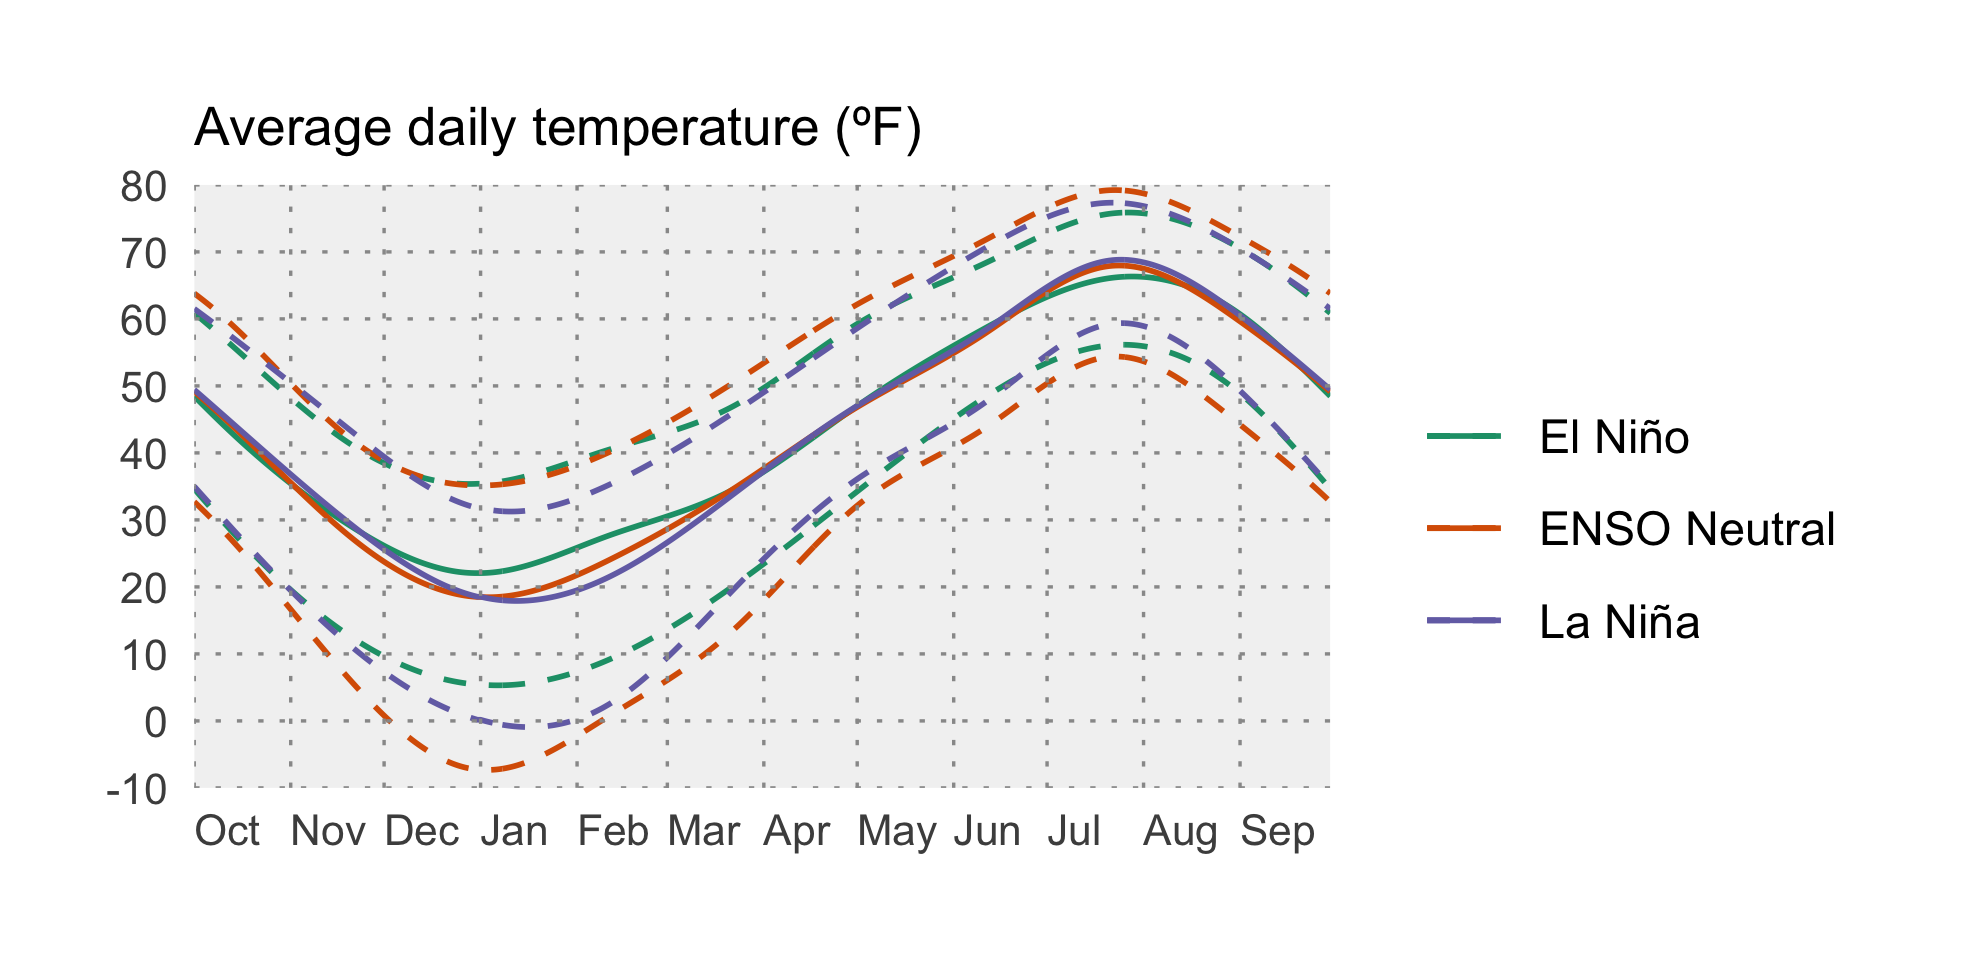 Average daily temperature (ºF)
80
70
60
50
40
30
20
10
0
-10
Oct Nov Dec Jan Feb Mar Apr May Jun Jul Aug Sep
El Niño
ENSO Neutral
La Niña